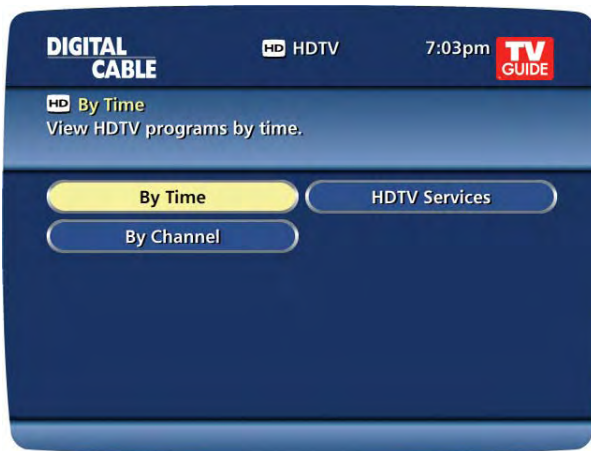 DIGITAL CABLE
HD HDTV
7:03pm
TV GUIDE
HD By Time
View HDTV programs by time.
By Time
HDTV Services
By Channel